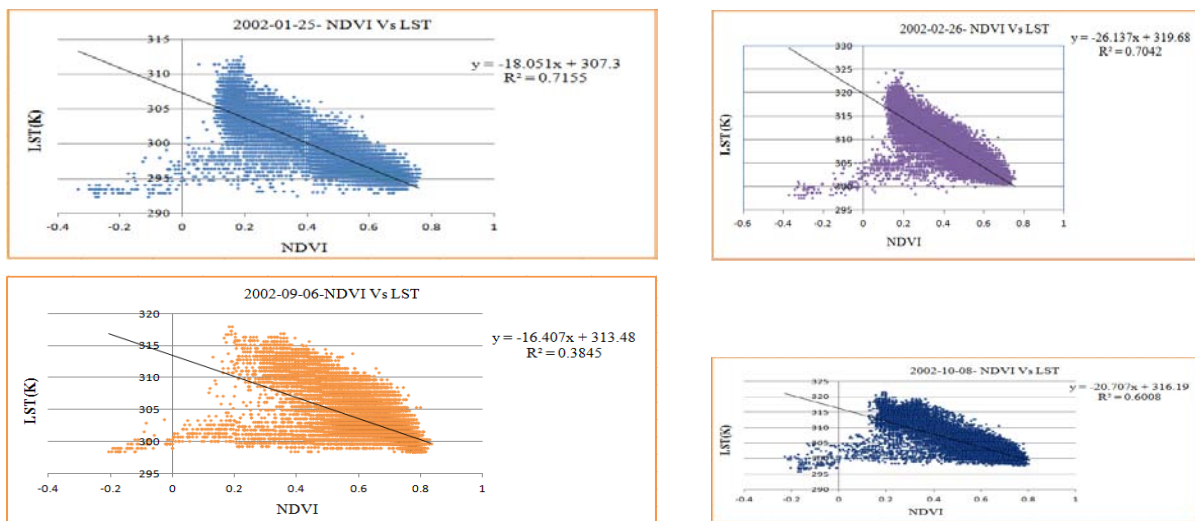 2002-01-25- NDVI Vs LST
315
310
305
300
295
290
-0.4 -0.2 0 0.2 0.4 0.6 0.8 1
LST(K)
NDVI
y = -18.051x + 307.3
R² = 0.7155
2002-02-26- NDVI Vs LST
y = -26.137x + 319.68
R² = 0.7042
330
325
320
315
310
305
300
295
-0.6 -0.4 -0.2 0 0.2 0.4 0.6 0.8 1
LST(K)
NDVI
2002-09-06-NDVI Vs LST
320
315
310
305
300
295
-0.4 -0.2 0 0.2 0.4 0.6 0.8 1
LST(K)
NDVI
y = -16.407x + 313.48
R² = 0.3845
2002-10-08- NDVI Vs LST
y = -20.707x + 316.19
R² = 0.6008
325
320
315
310
305
300
295
290
-0.4 -0.2 0 0.2 0.4 0.6 0.8 1
LST(K)
NDVI